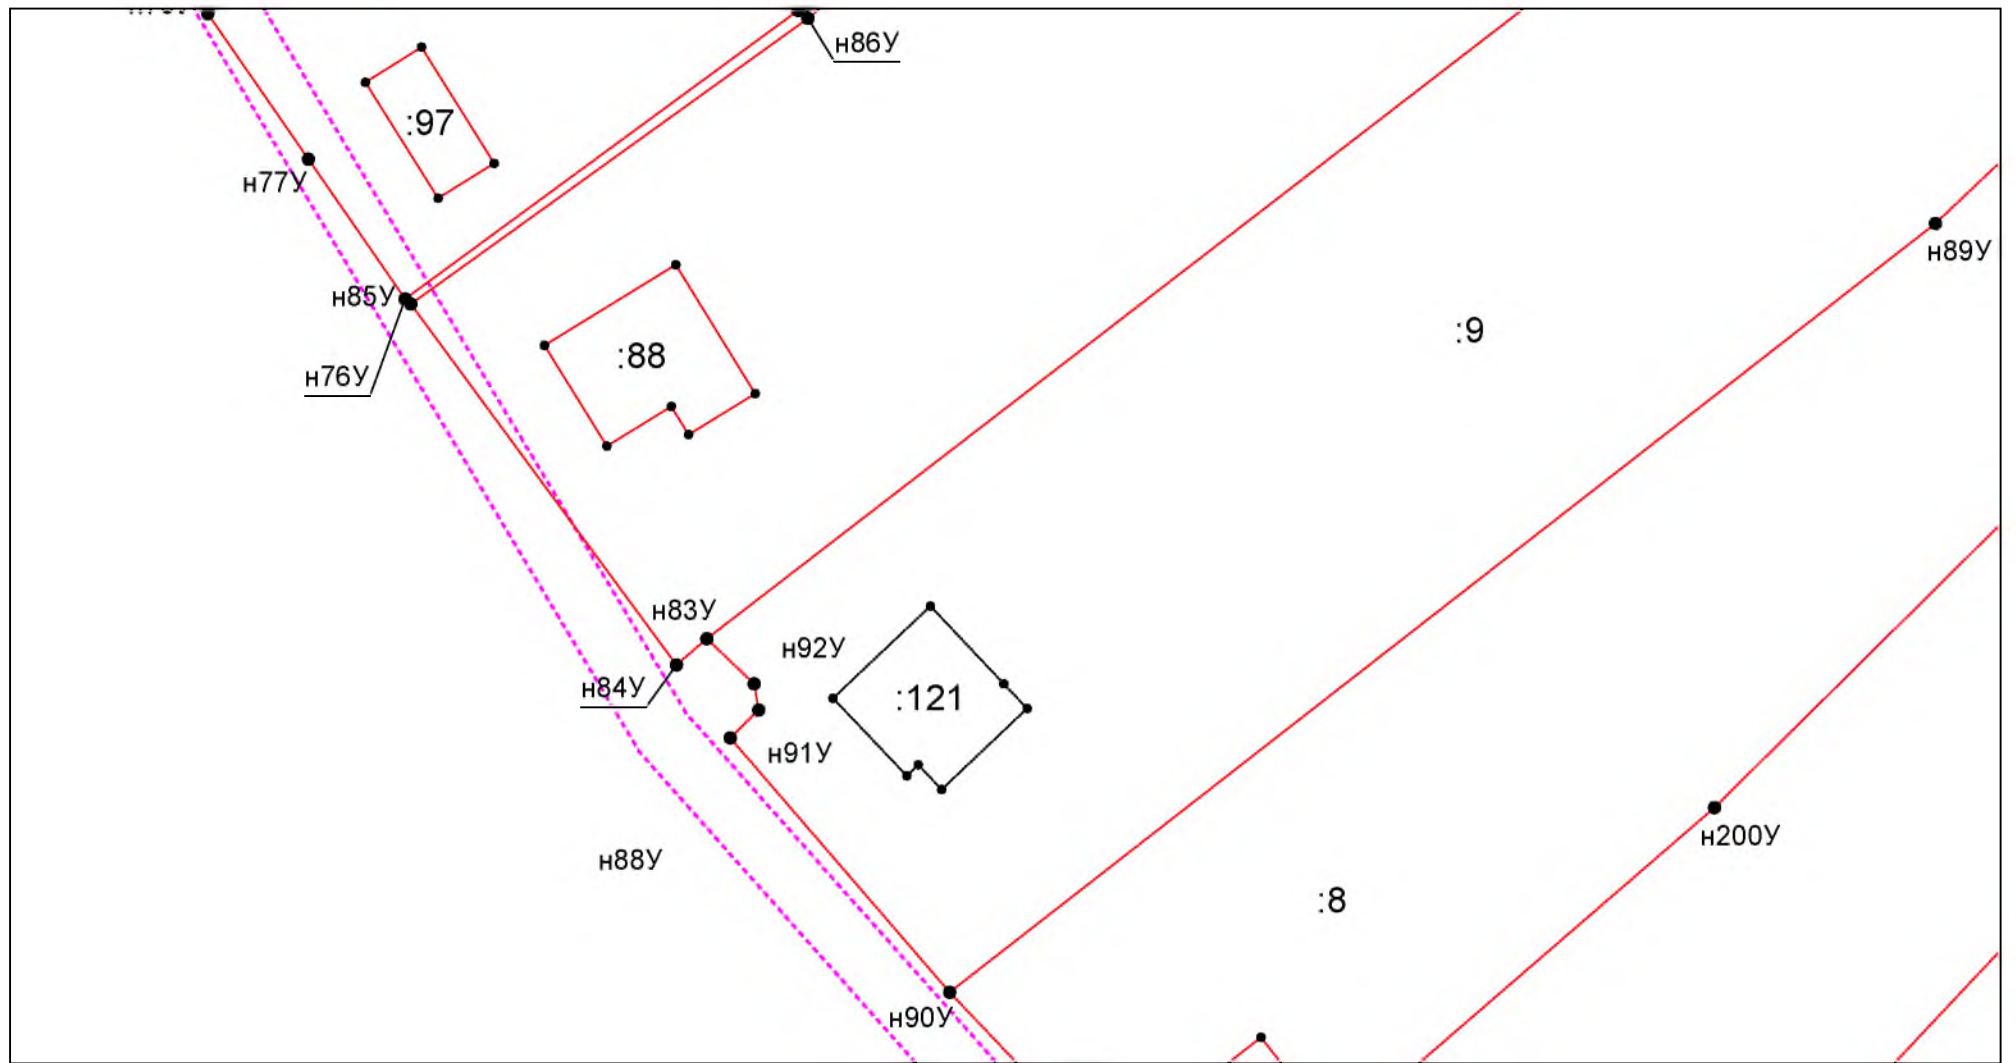 н86У
:97
н77У
н89У
н85У
:9
:88
н76У
н83У
н92У
н84У
:121
н91У
н200У
н88У
:8
н90У